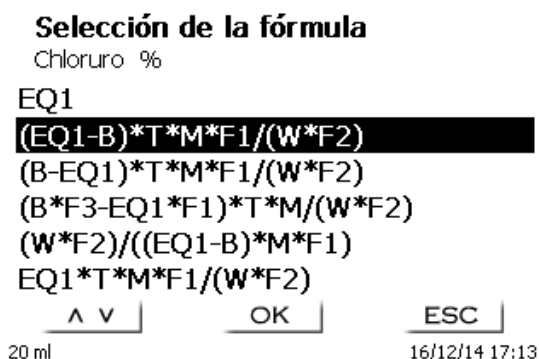 Selección de la fórmula
Chloruro %
EQ1
(EQ1-B)*T*M*F1/(W*F2)
(B-EQ1)*T*M*F1/(W*F2)
(B*F3-EQ1*F1)*T*M/(W*F2)
(W*F2)/((EQ1-B)*M*F1)
EQ1*T*M*F1/(W*F2)
∧ ∨ OK ESC
20 ml 16/12/14 17:13